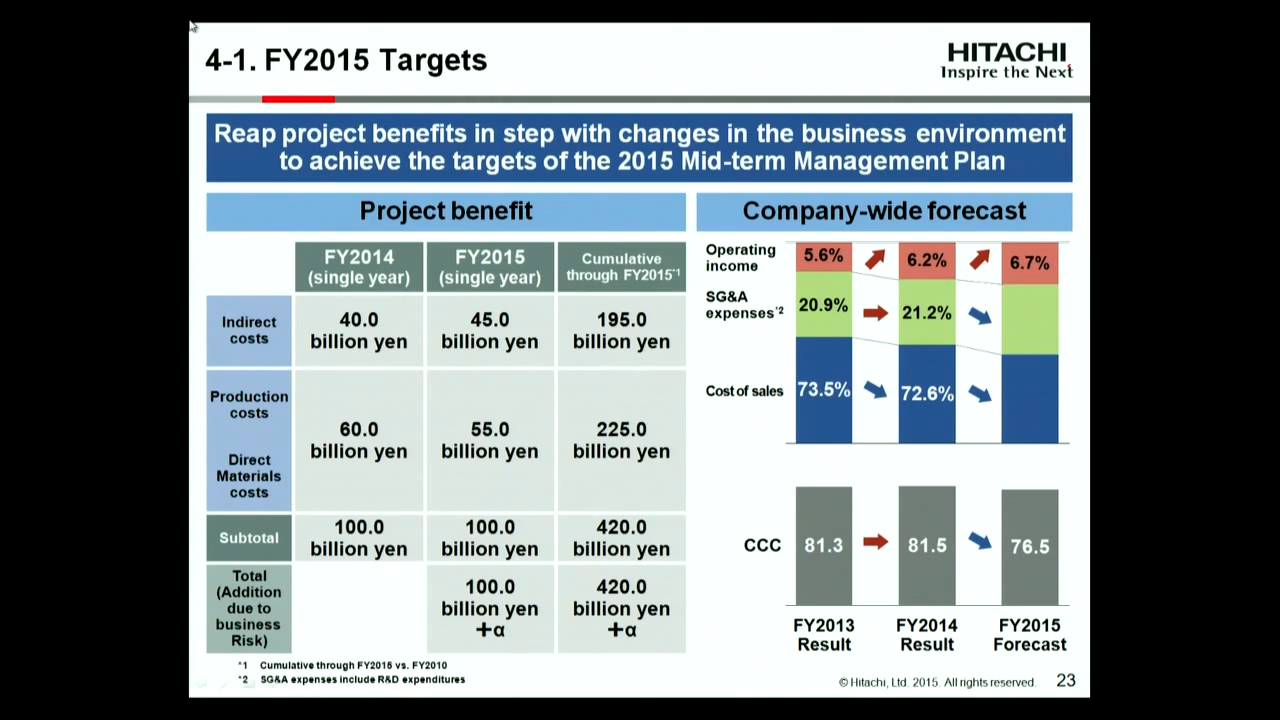 4-1. FY2015 Targets
HITACHI
Inspire the Next
Reap project benefits in step with changes in the business environment
to achieve the targets of the 2015 Mid-term Management Plan
Project benefit
FY2014
(single year)
FY2015
(single year)
Cumulative
through FY2015*1
Indirect
costs
40.0
billion yen
45.0
billion yen
195.0
billion yen
Production
costs
Direct
Materials
costs
60.0
billion yen
55.0
billion yen
225.0
billion yen
Subtotal
100.0
billion yen
100.0
billion yen
420.0
billion yen
Total
(Addition
due to
business
Risk)
100.0
billion yen
+α
420.0
billion yen
+α
*1 Cumulative through FY2015 vs. FY2010
*2 SG&A expenses include R&D expenditures
Company-wide forecast
Operating
income
5.6%
6.2%
6.7%
SG&A
expenses*2
20.9%
21.2%
Cost of sales
73.5%
72.6%
CCC
81.3
81.5
76.5
FY2013
Result
FY2014
Result
FY2015
Forecast
© Hitachi, Ltd. 2015. All rights reserved.
23